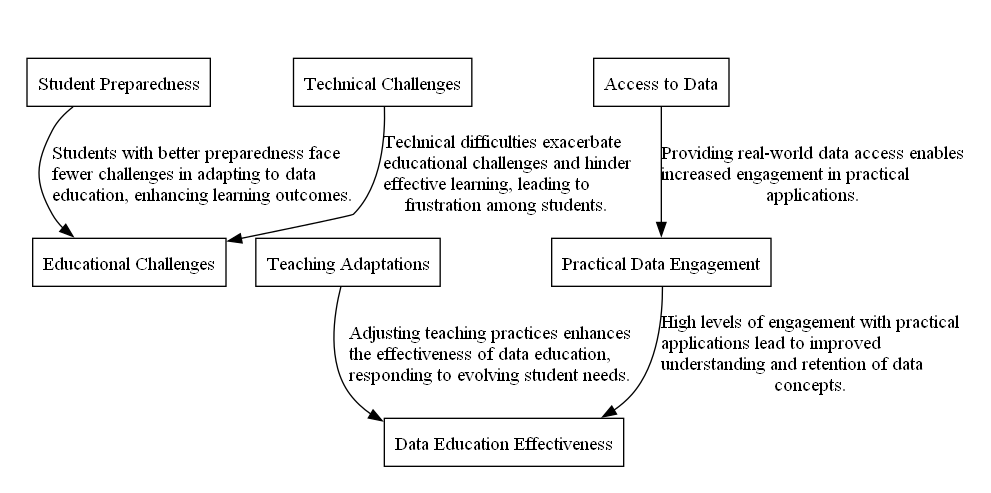 Student Preparedness
Technical Challenges
Access to Data
Students with better preparedness face
fewer challenges in adapting to data
education, enhancing learning outcomes.
Technical difficulties exacerbate
educational challenges and hinder
effective learning, leading to
frustration among students.
Providing real-world data access enables
increased engagement in practical
applications.
Educational Challenges
Teaching Adaptations
Practical Data Engagement
Adjusting teaching practices enhances
the effectiveness of data education,
responding to evolving student needs.
High levels of engagement with practical
applications lead to improved
understanding and retention of data
concepts.
Data Education Effectiveness